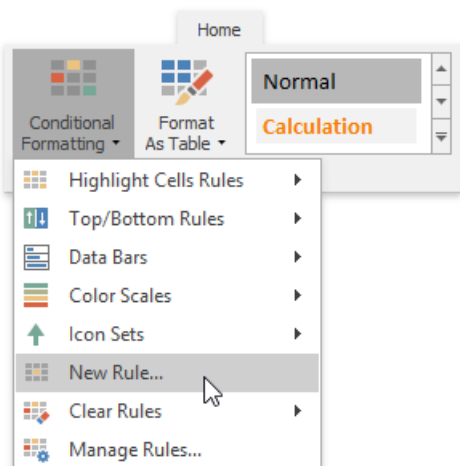 Home
Conditional
Formatting
Format
As Table
Normal
Calculation
Highlight Cells Rules
Top/Bottom Rules
Data Bars
Color Scales
Icon Sets
New Rule...
Clear Rules
Manage Rules...